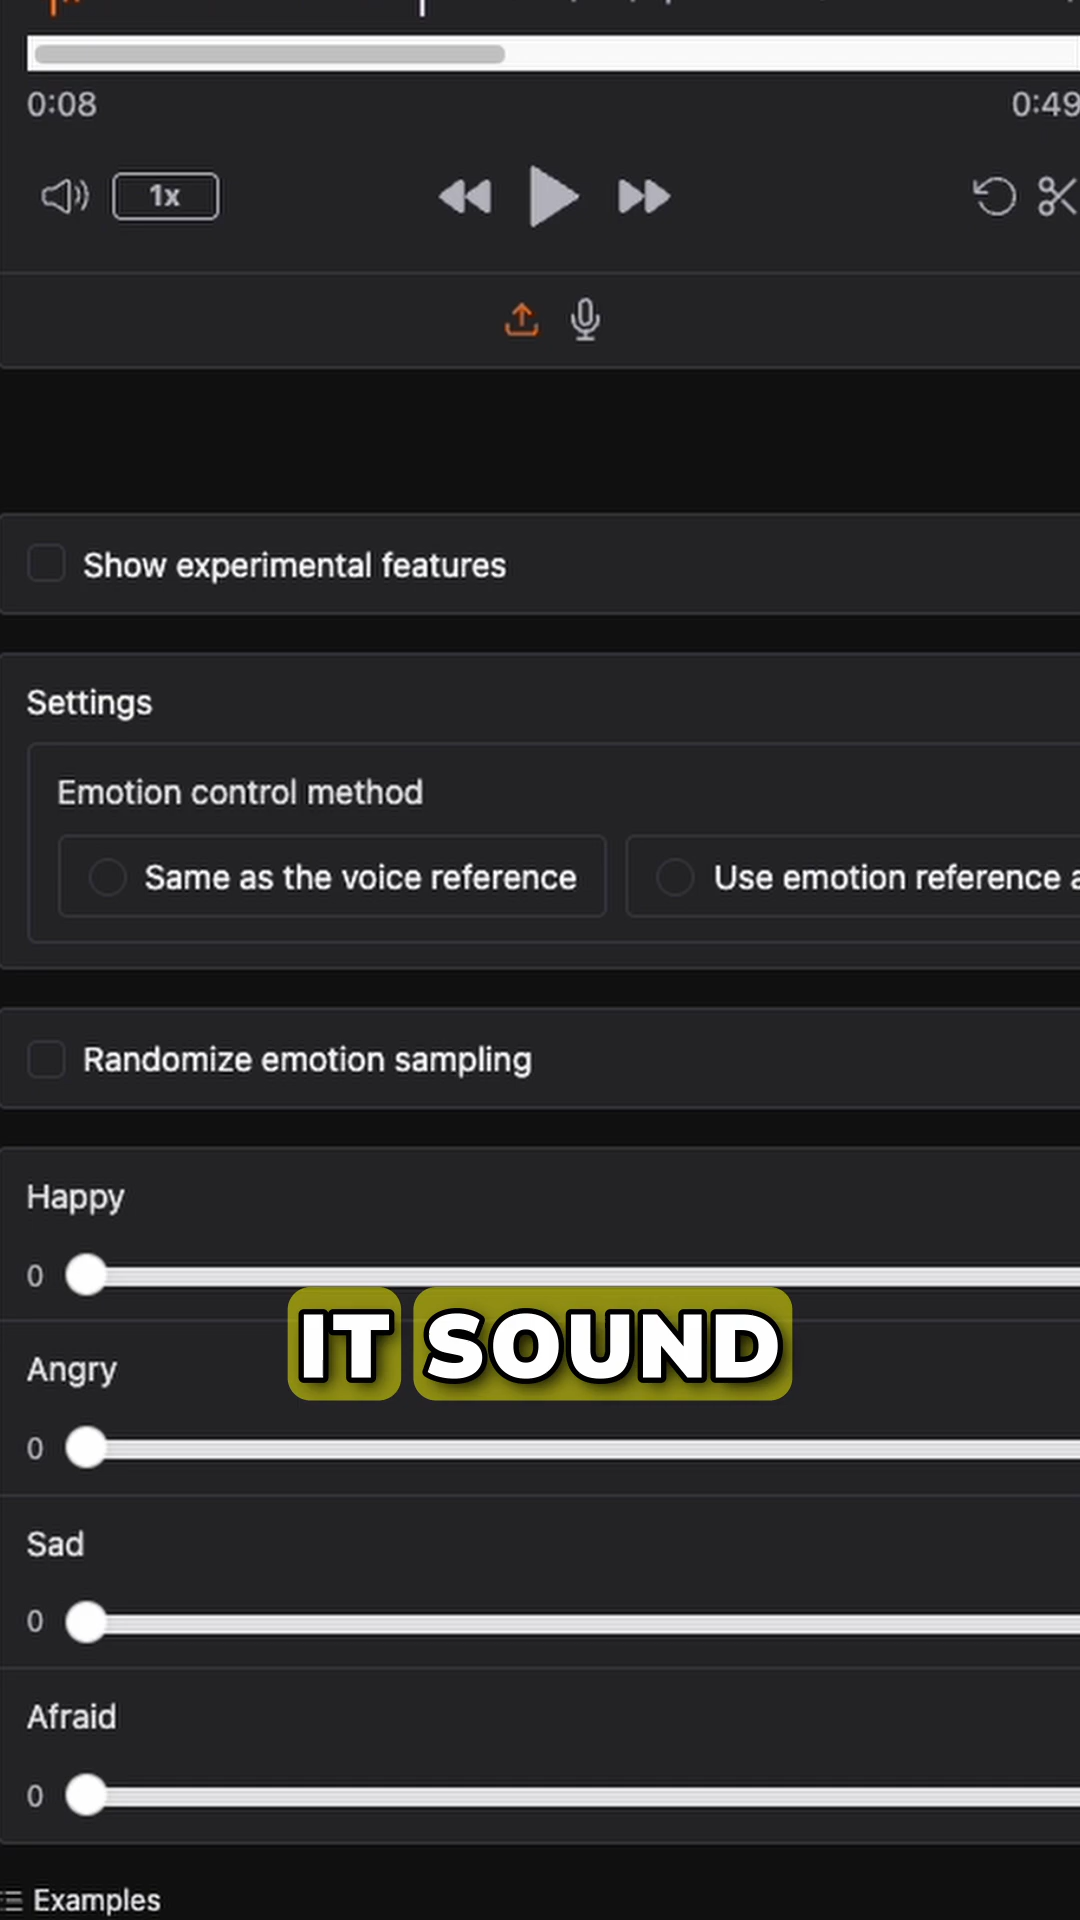 0:08 0:49
1x
Show experimental features
Settings
Emotion control method
Same as the voice reference Use emotion reference
Randomize emotion sampling
Happy
0
IT SOUND
Angry
0
Sad
0
Afraid
0
Examples